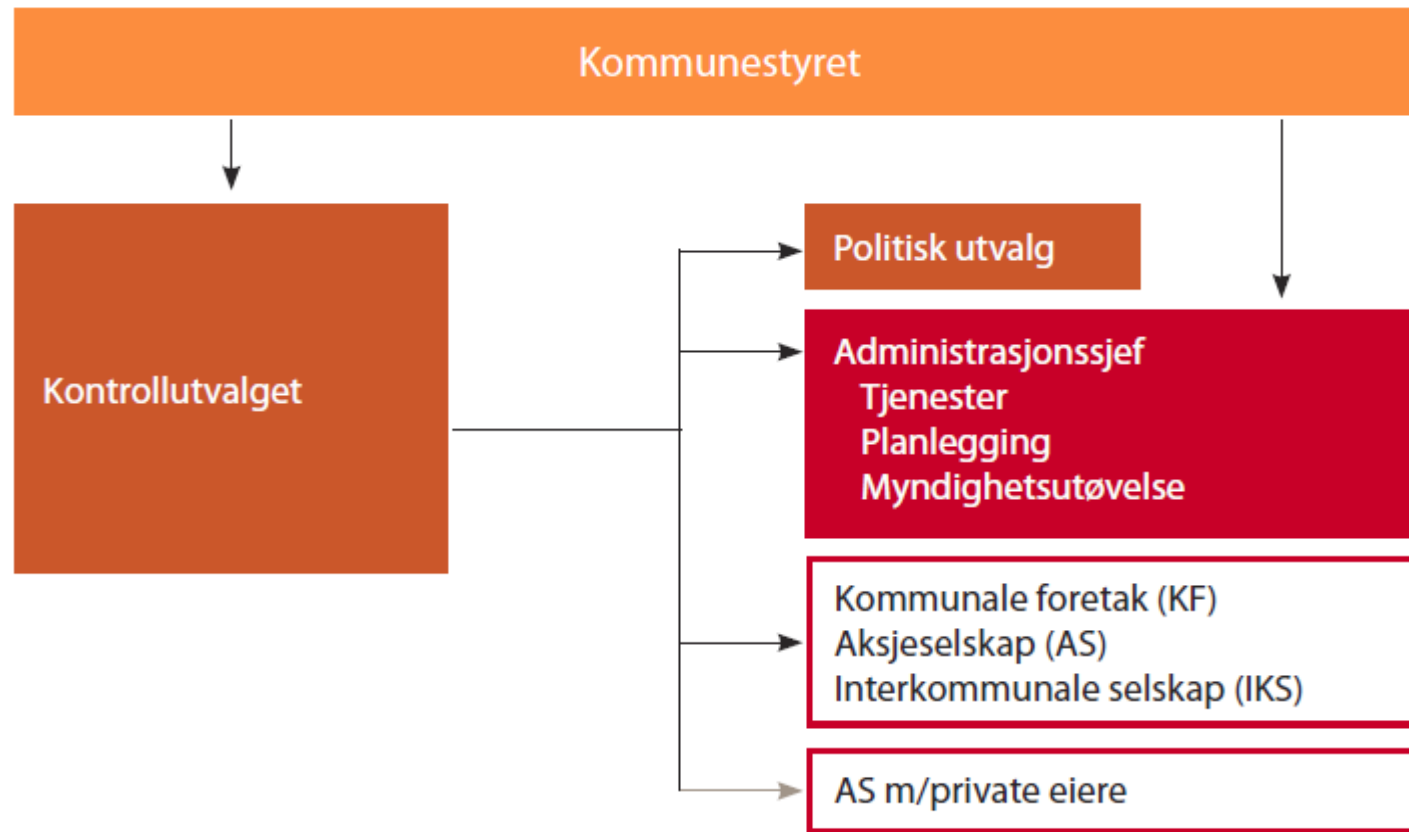 Kommunestyret
Kontrollutvalget
Politisk utvalg
Administrasjonssjef
Tjenester
Planlegging
Myndighetsutøvelse
Kommunale foretak (KF)
Aksjeselskap (AS)
Interkommunale selskap (IKS)
AS m/private eiere